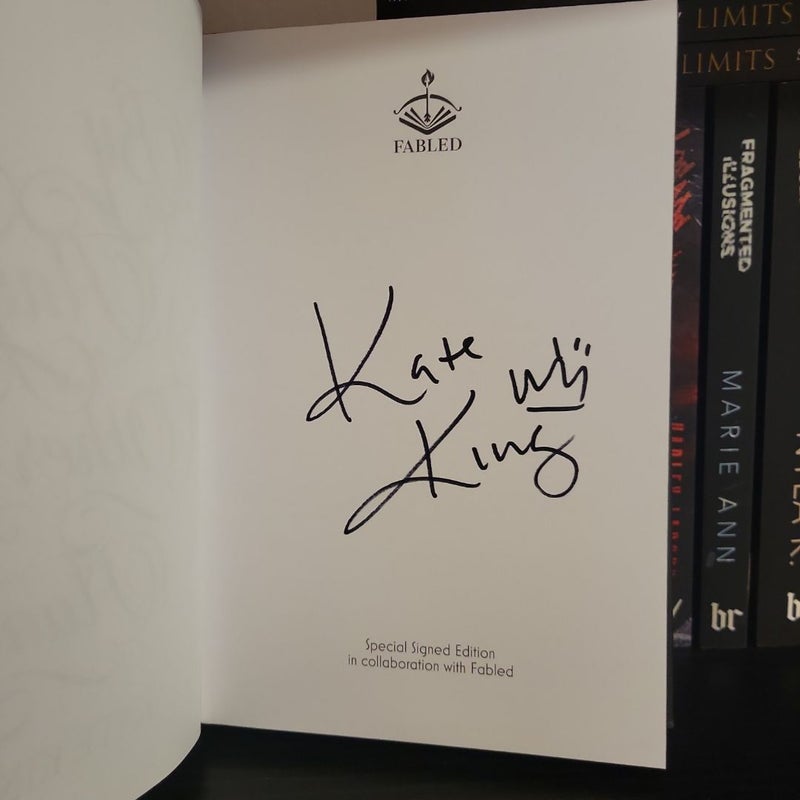 FABLED
Kate
King
Special Signed Edition
in collaboration with Fabled
LIMITS
LIMITS
FRAGMENTED
ILLUSIONS
MARIE ANN
br